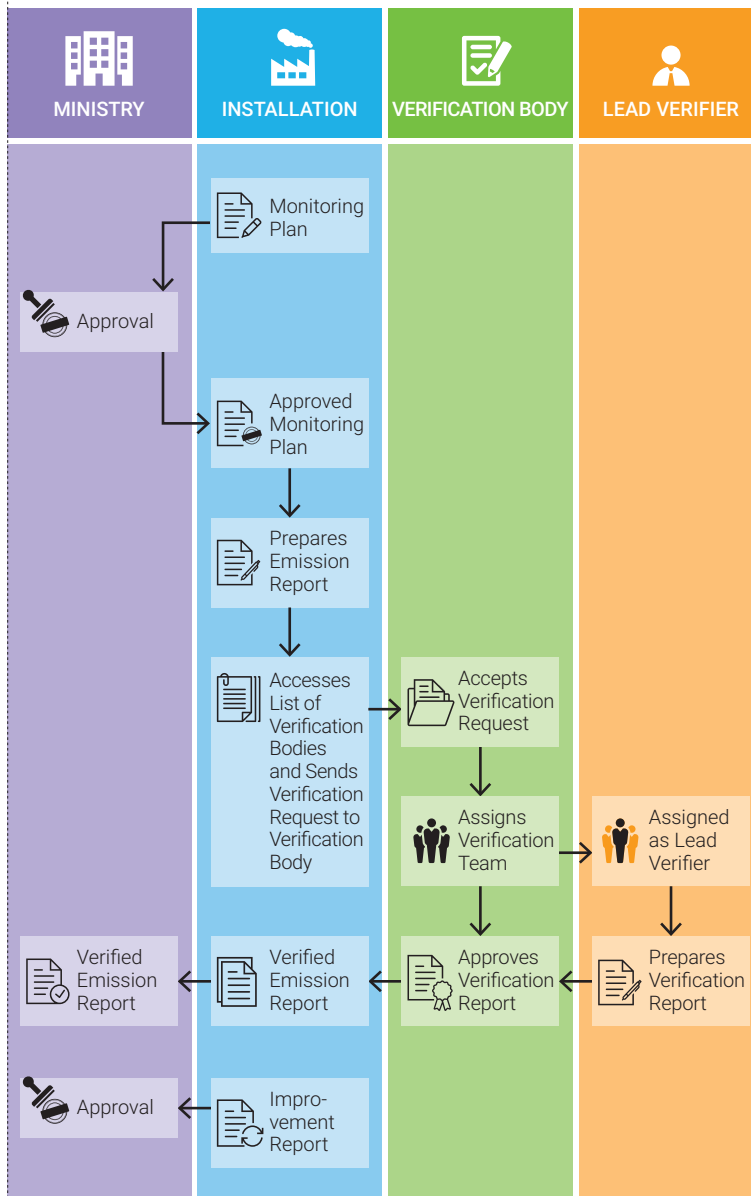 MINISTRY
INSTALLATION
VERIFICATION BODY
LEAD VERIFIER
Monitoring
Plan
Approval
Approved
Monitoring
Plan
Prepares
Emission
Report
Accesses
List of
Verification
Bodies
and Sends
Verification
Request to
Verification
Body
Accepts
Verification
Request
Assigns
Verification
Team
Assigned
as Lead
Verifier
Verified
Emission
Report
Verified
Emission
Report
Approves
Verification
Report
Prepares
Verification
Report
Approval
Impro-
vement
Report